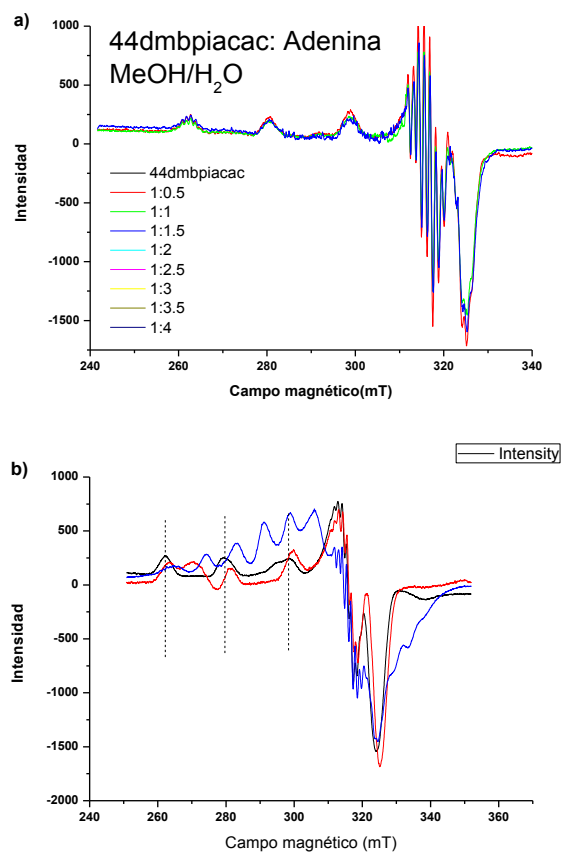 a)
44dmbpiacac: Adenina
MeOH/H₂O
1000
500
0
-500
-1000
-1500
Intensidad
44dmbpiacac
1:0.5
1:1
1:1.5
1:2
1:2.5
1:3
1:3.5
1:4
240 260 280 300 320 340
Campo magnético(mT)
b)
Intensity
1000
500
0
-500
-1000
-1500
-2000
Intensidad
240 260 280 300 320 340 360
Campo magnético (mT)